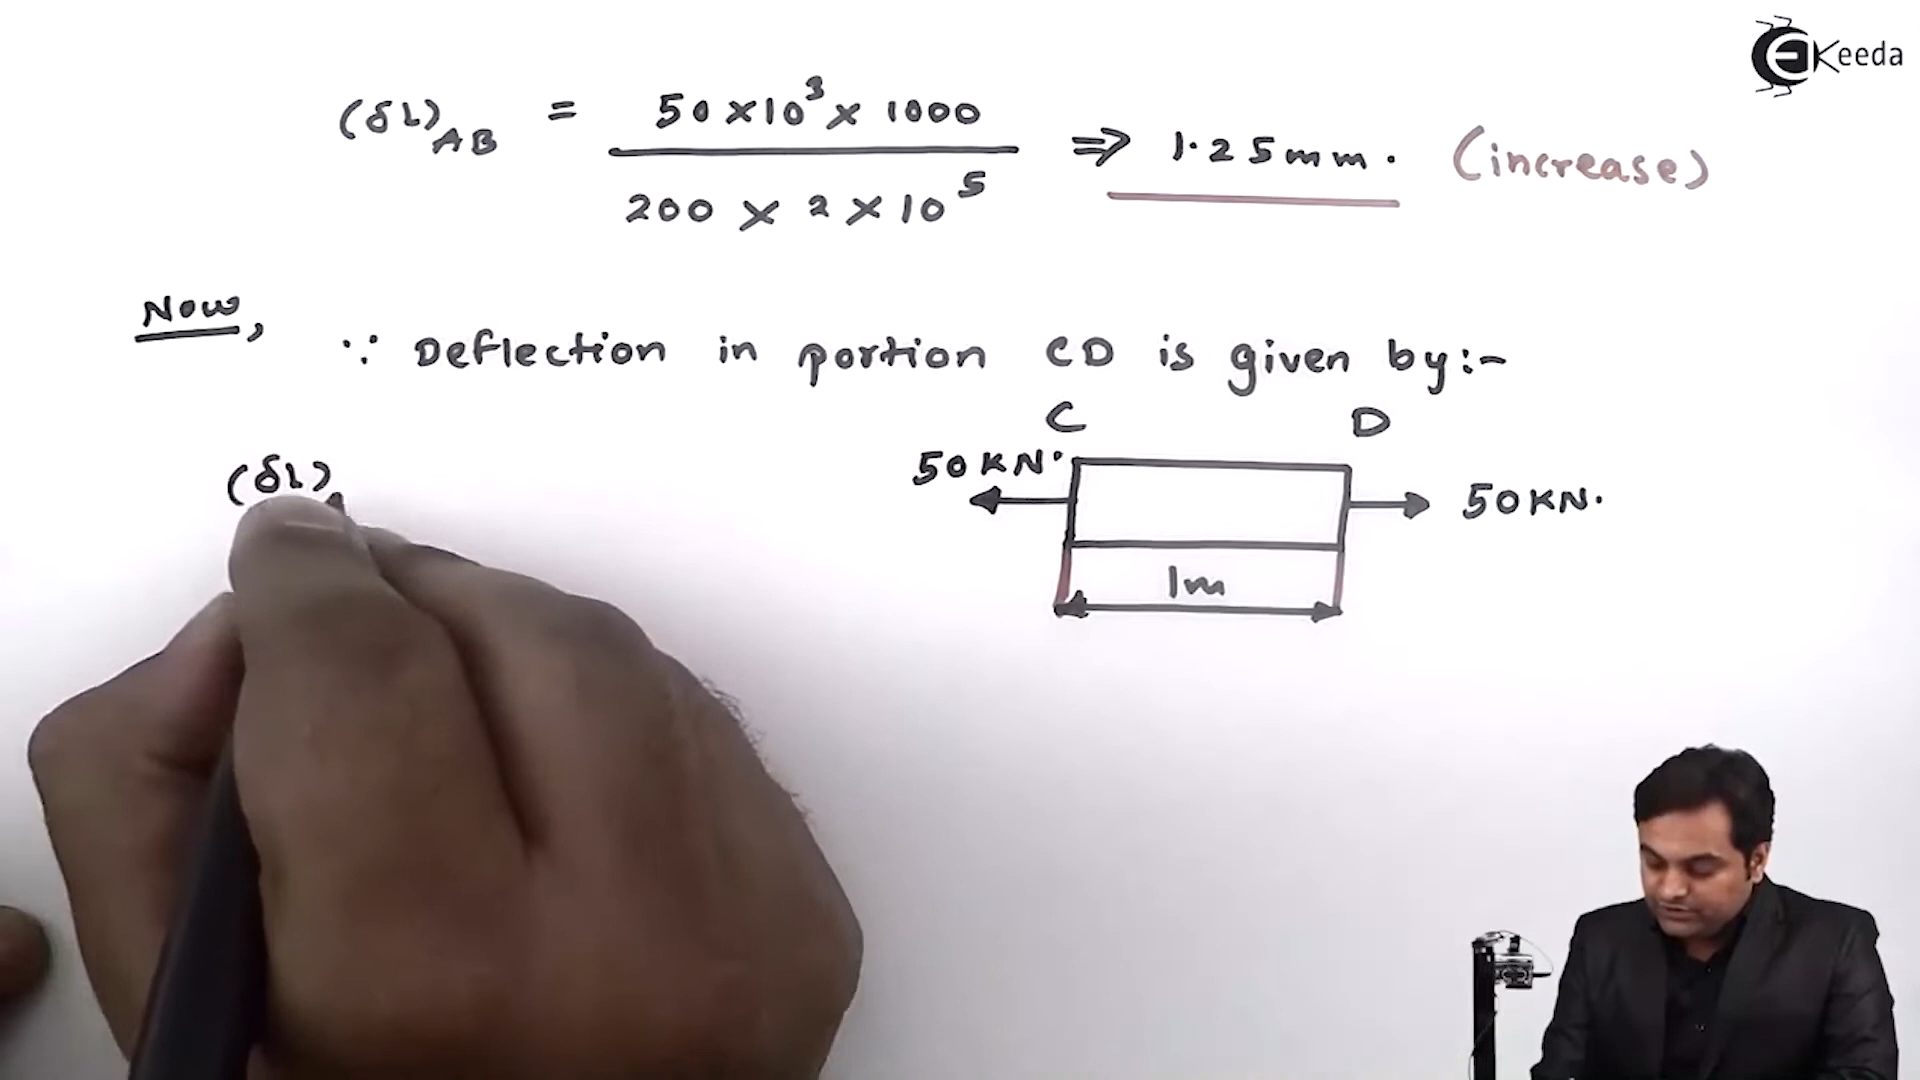 Keeda
(δL)AB = 50 x 10³ x 1000 / 200 x 2 x 10⁵ ⇒ 1.25mm. (increase)
Now,
∵ Deflection in portion CD is given by:-
C D
50KN. 50KN.
(δL)
1m